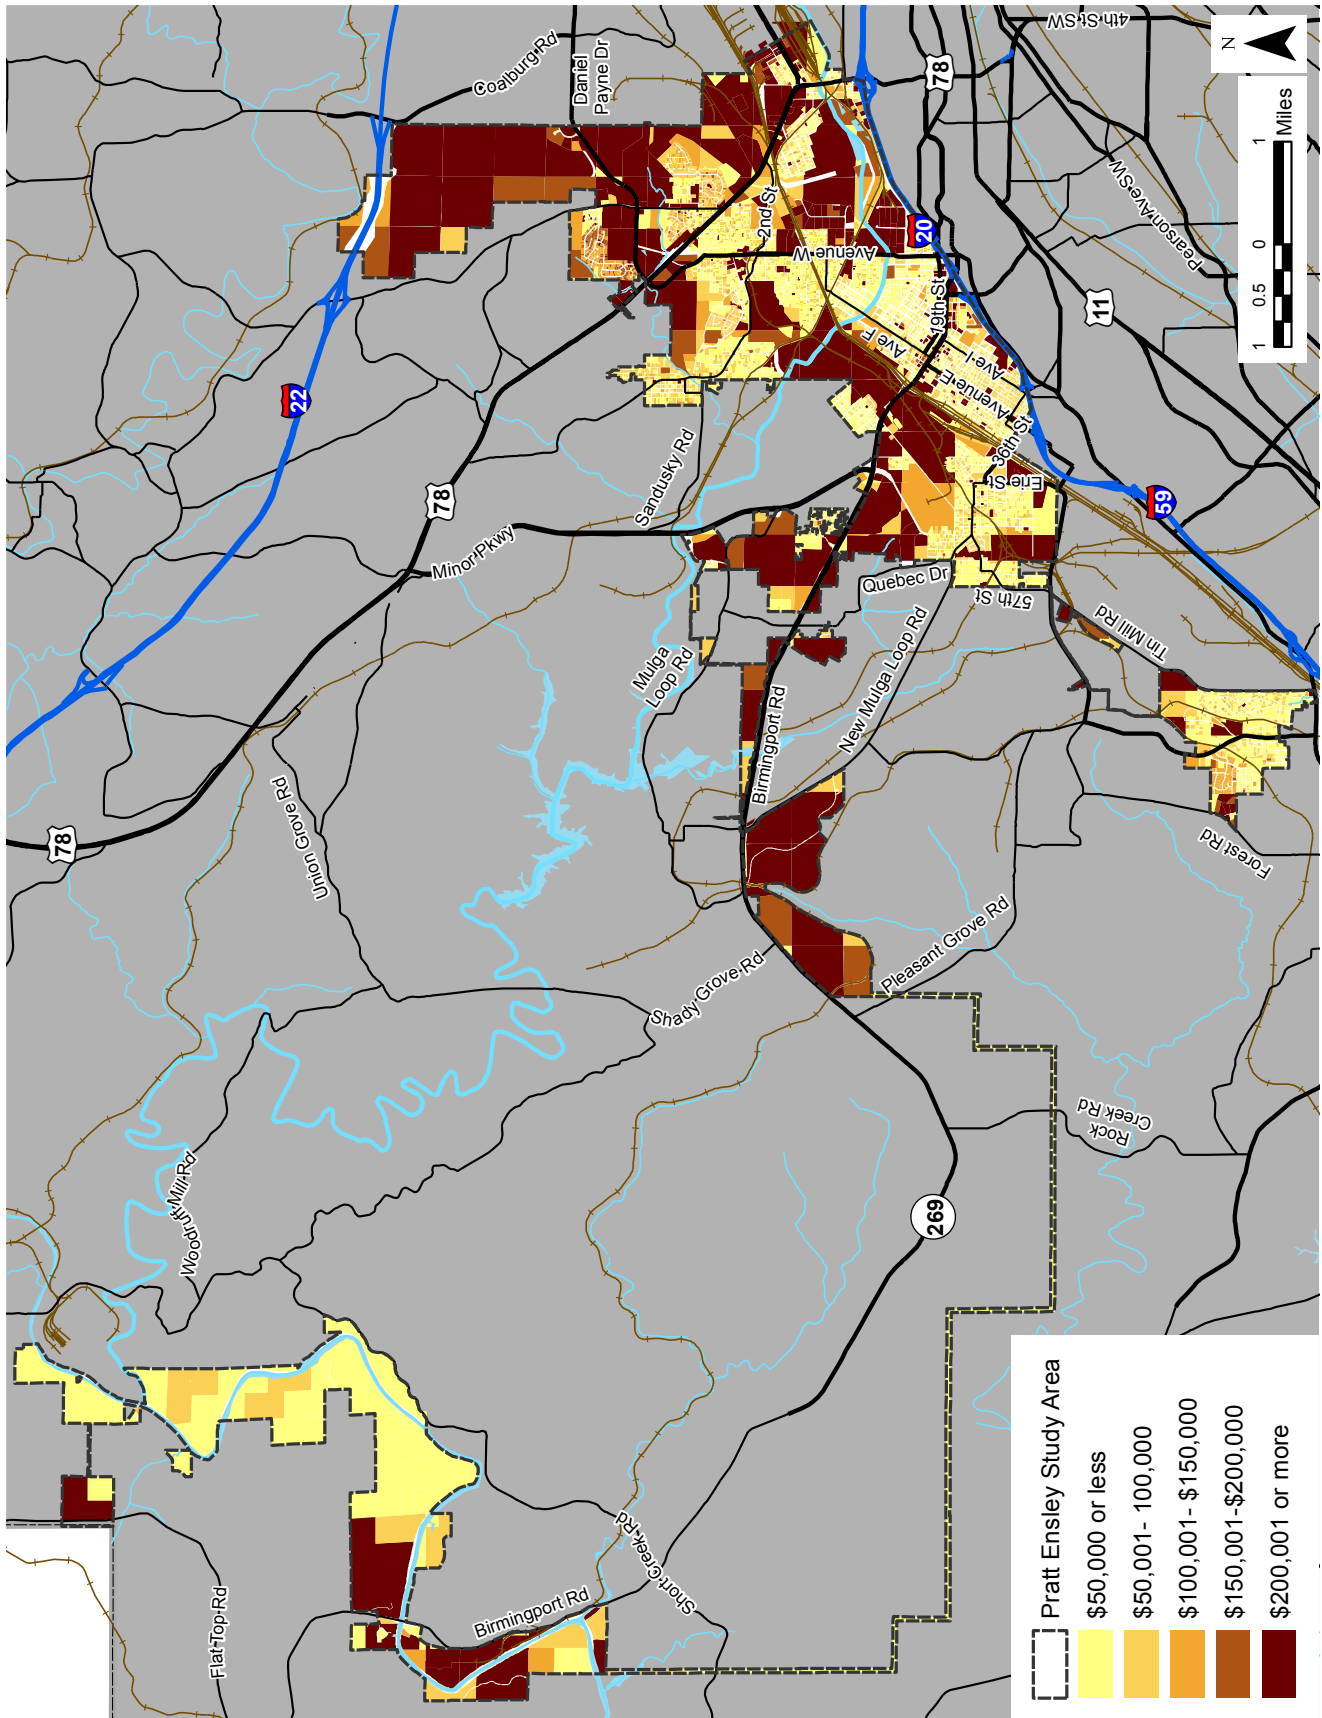 Coalburg Rd
Daniel
Payne Dr
4th St SW
78
N
22
78
2nd St
Avenue W
20
Pearson Ave SW
11
1 0.5 0 1
Miles
Sandusky Rd
Minor Pkwy
Ave F
19th St
Ave I
Avenue E
36th St
Erie St
59
Quebec Dr
57th St
Tin Mill Rd
Mulga
Loop Rd
New Mulga Loop Rd
Birmingport Rd
78
Union Grove Rd
Forest Rd
Shady Grove Rd
Pleasant Grove Rd
Rock
Creek Rd
Woodruff Mill Rd
269
Short Creek Rd
Birmingport Rd
Flat Top Rd
Pratt Ensley Study Area
$50,000 or less
$50,001- 100,000
$100,001- $150,000
$150,001-$200,000
$200,001 or more